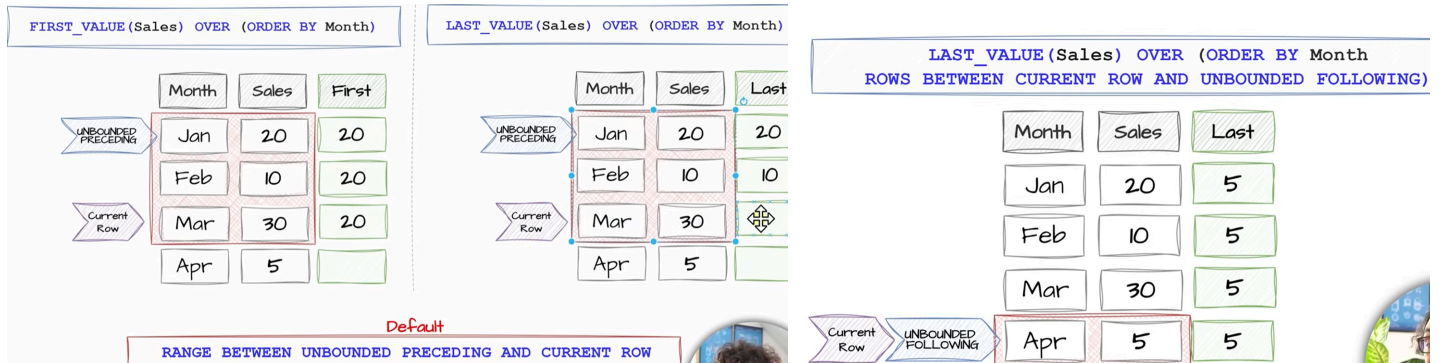 FIRST_VALUE(Sales) OVER (ORDER BY Month)
Month Sales First
UNBOUNDED
PRECEDING
Jan 20 20
Feb 10 20
Current
Row
Mar 30 20
Apr 5
LAST_VALUE(Sales) OVER (ORDER BY Month)
Month Sales Last
UNBOUNDED
PRECEDING
Jan 20 20
Feb 10 10
Current
Row
Mar 30
Apr 5
Default
RANGE BETWEEN UNBOUNDED PRECEDING AND CURRENT ROW
LAST_VALUE(Sales) OVER (ORDER BY Month
ROWS BETWEEN CURRENT ROW AND UNBOUNDED FOLLOWING)
Month Sales Last
Jan 20 5
Feb 10 5
Mar 30 5
Current
Row
UNBOUNDED
FOLLOWING
Apr 5 5